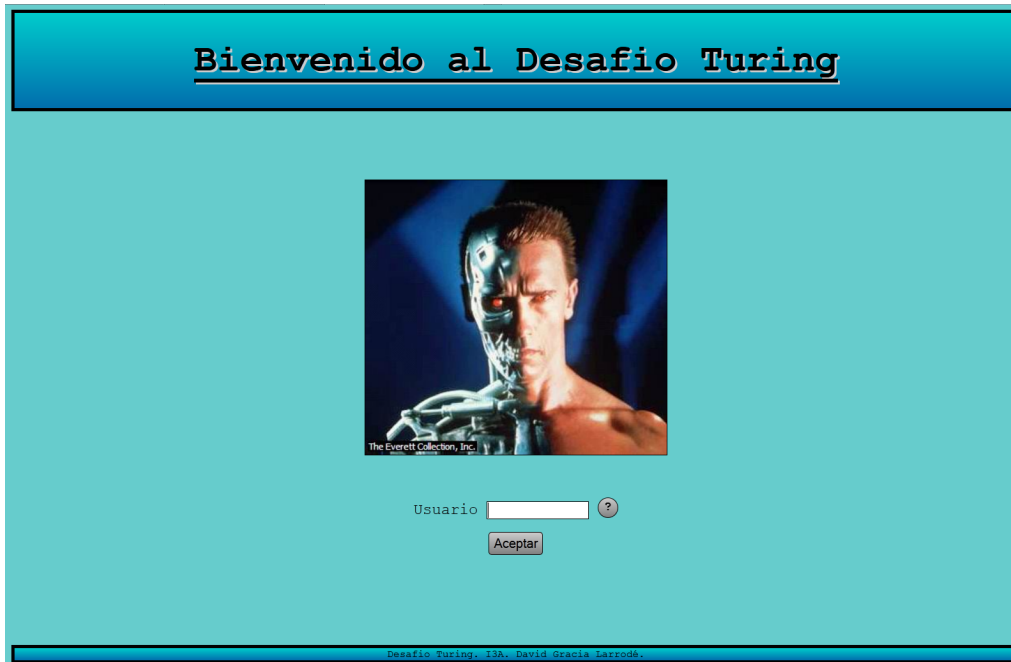 Bienvenido al Desafio Turing
The Everett Collection, Inc.
Usuario ?
Aceptar
Desafio Turing. I3A. David Gracia Larrodé.